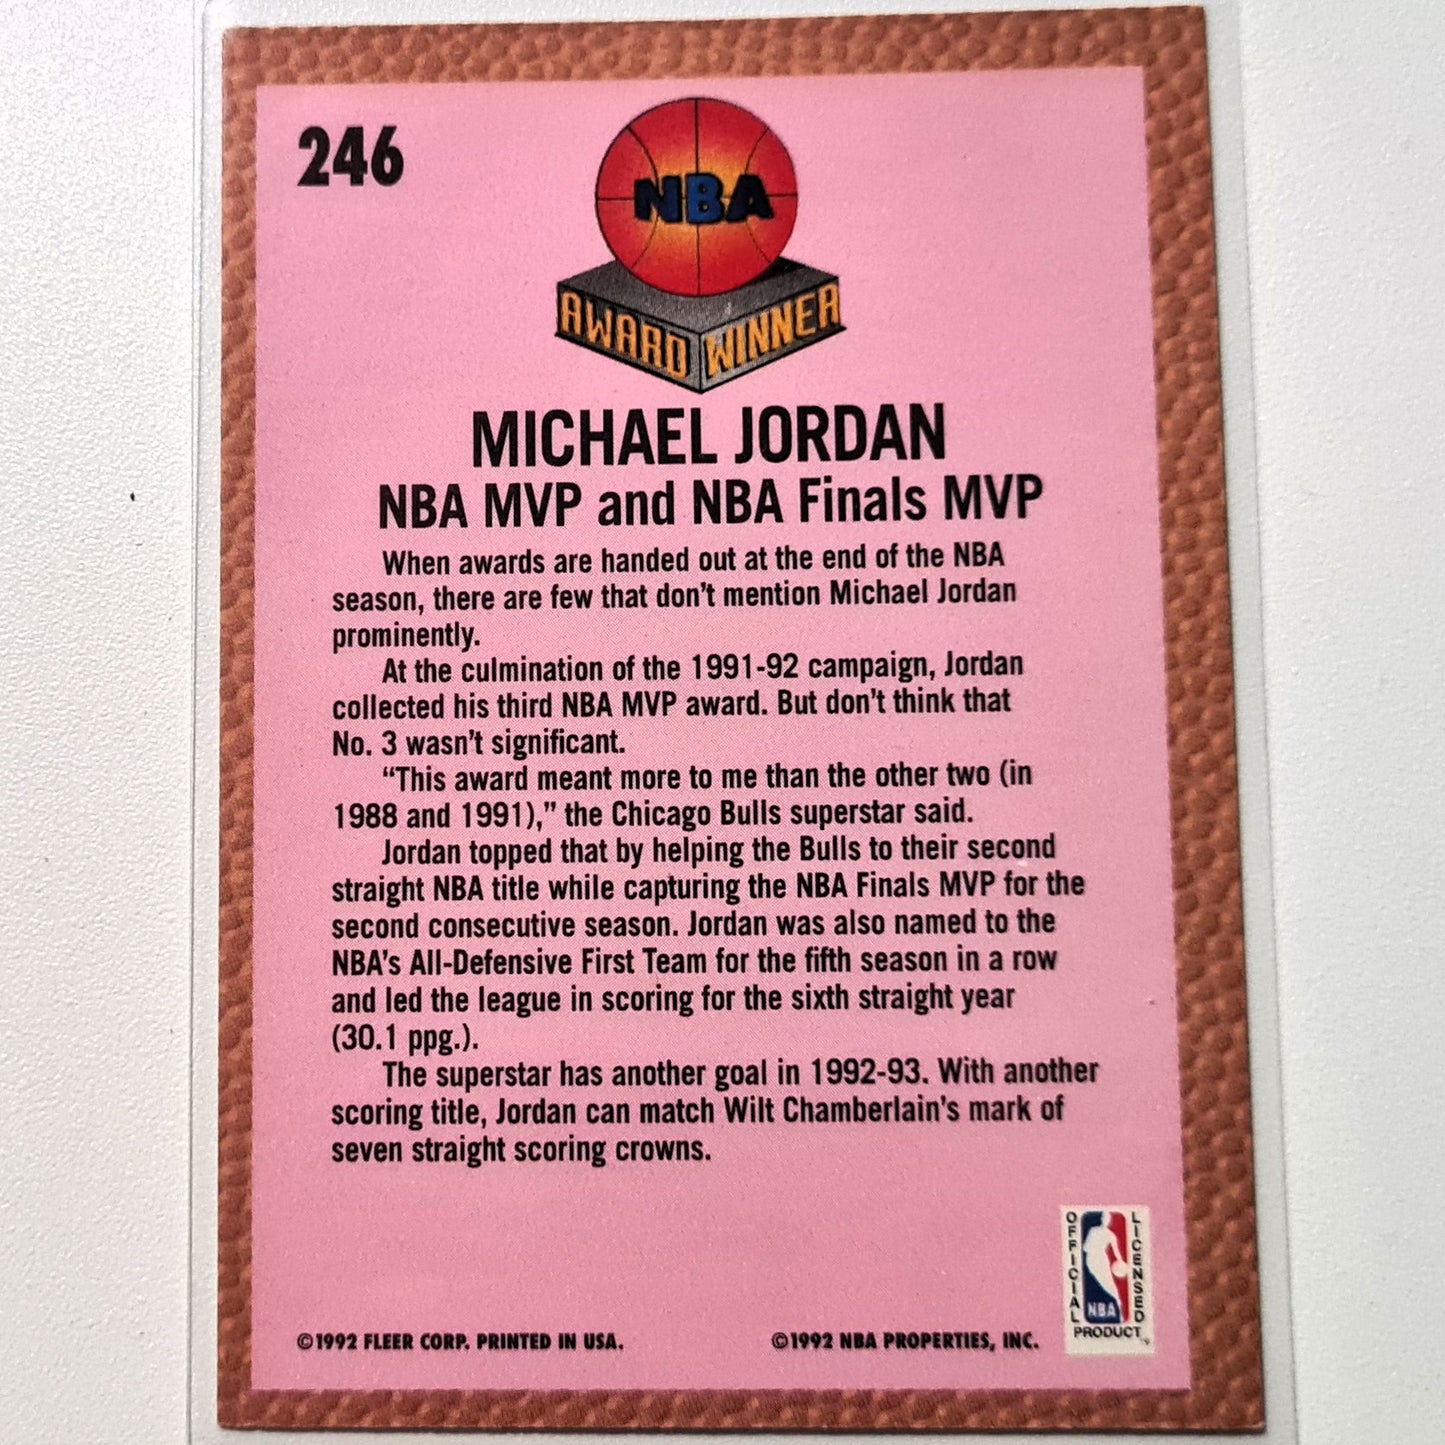 246
NBA
AWARD WINNER
MICHAEL JORDAN
NBA MVP and NBA Finals MVP
When awards are handed out at the end of the NBA
season, there are few that don't mention Michael Jordan
prominently.
At the culmination of the 1991-92 campaign, Jordan
collected his third NBA MVP award. But don't think that
No. 3 wasn't significant.
“This award meant more to me than the other two (in
1988 and 1991),” the Chicago Bulls superstar said.
Jordan topped that by helping the Bulls to their second
straight NBA title while capturing the NBA Finals MVP for the
second consecutive season. Jordan was also named to the
NBA's All-Defensive First Team for the fifth season in a row
and led the league in scoring for the sixth straight year
(30.1 ppg.).
The superstar has another goal in 1992-93. With another
scoring title, Jordan can match Wilt Chamberlain's mark of
seven straight scoring crowns.
OFFICIAL LICENSED
NBA
PRODUCT
©1992 FLEER CORP. PRINTED IN USA.
©1992 NBA PROPERTIES, INC.